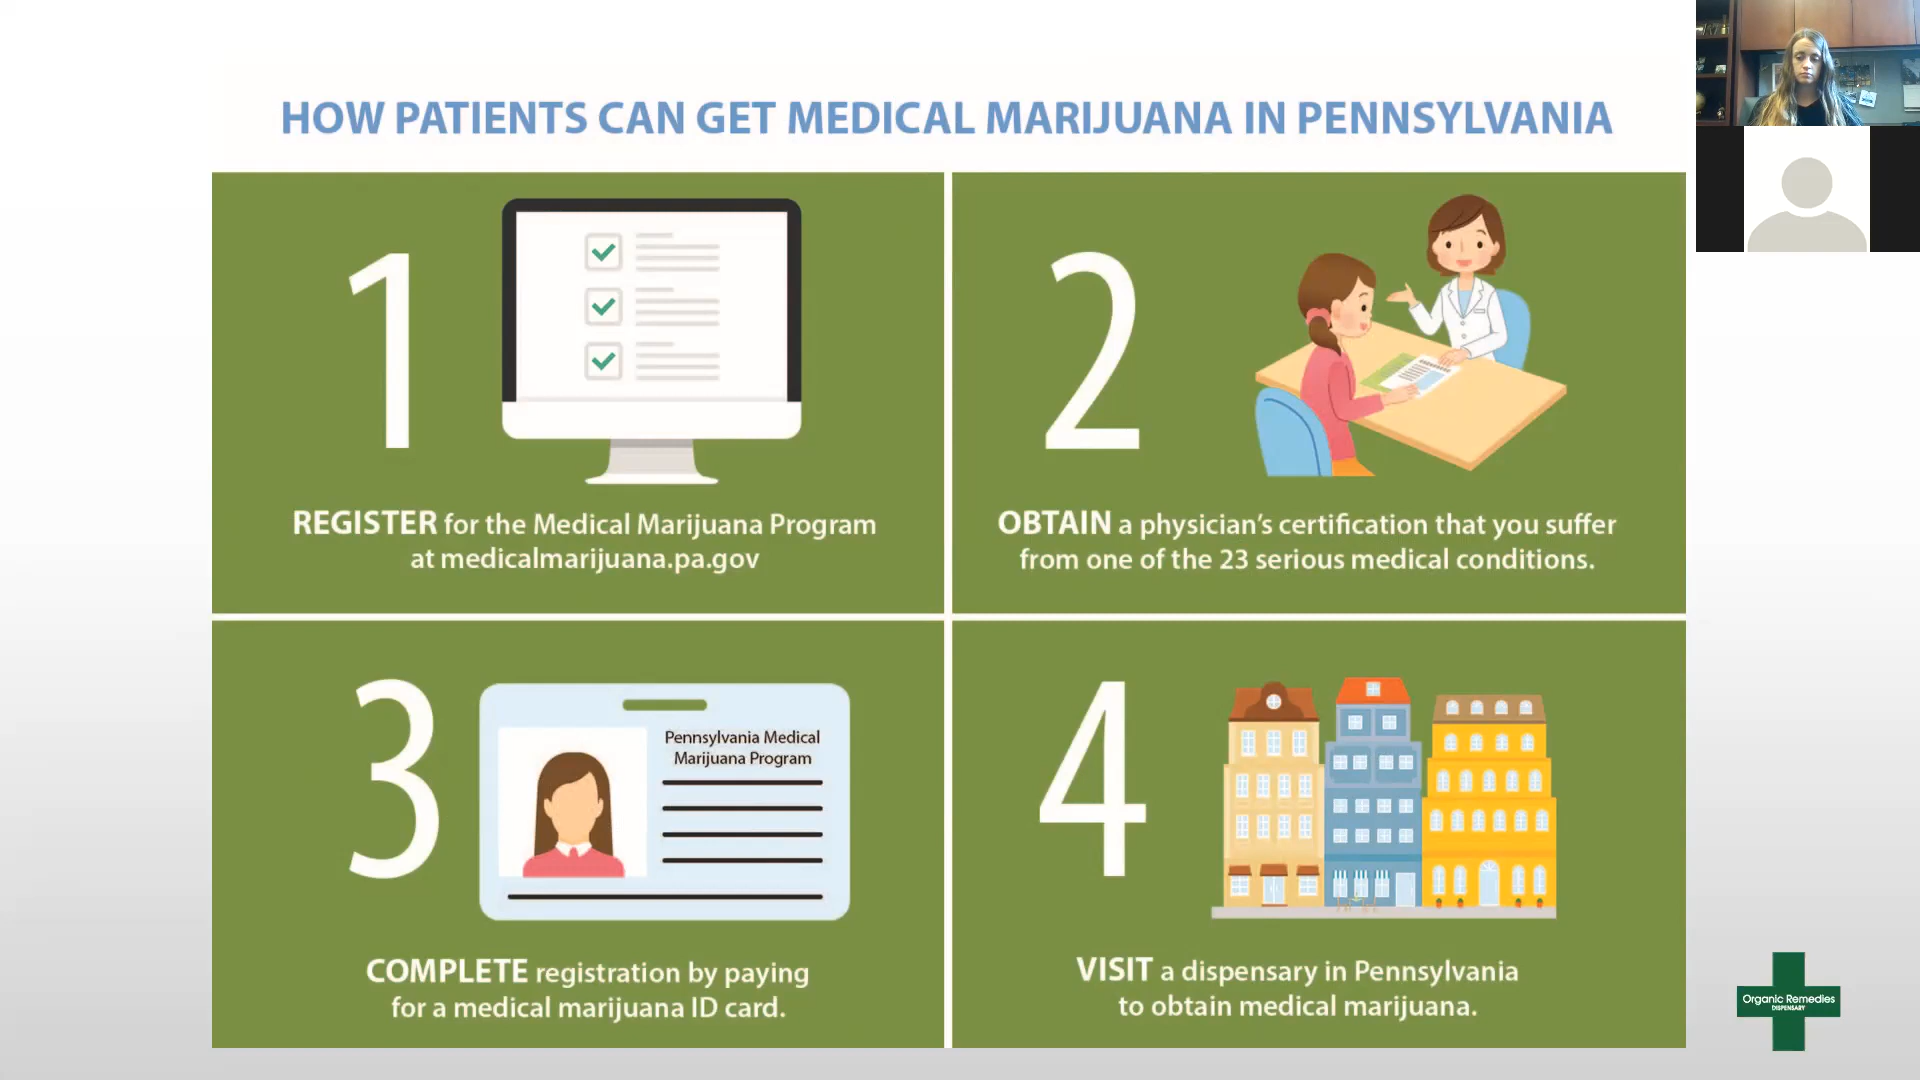 HOW PATIENTS CAN GET MEDICAL MARIJUANA IN PENNSYLVANIA
1
REGISTER for the Medical Marijuana Program
at medicalmarijuana.pa.gov
2
OBTAIN a physician's certification that you suffer
from one of the 23 serious medical conditions.
3
Pennsylvania Medical
Marijuana Program
COMPLETE registration by paying
for a medical marijuana ID card.
4
VISIT a dispensary in Pennsylvania
to obtain medical marijuana.
Organic Remedies
DISPENSARY